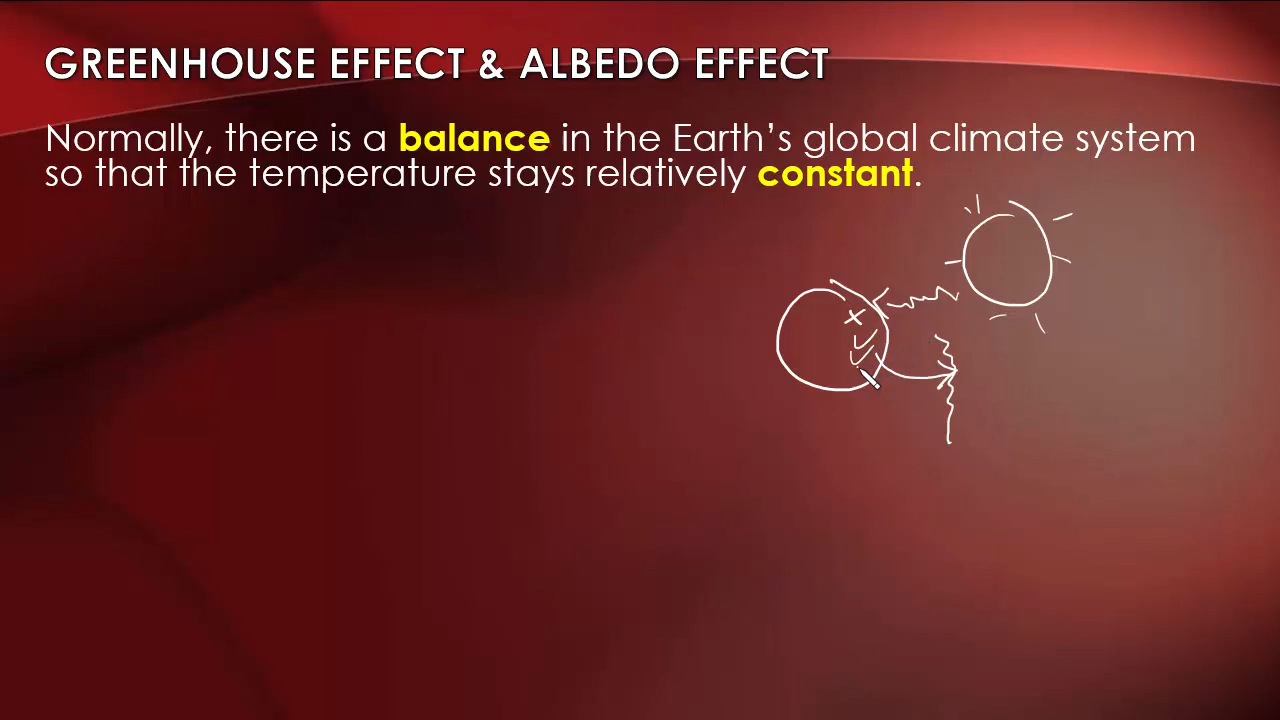 GREENHOUSE EFFECT & ALBEDO EFFECT
Normally, there is a balance in the Earth's global climate system
so that the temperature stays relatively constant.